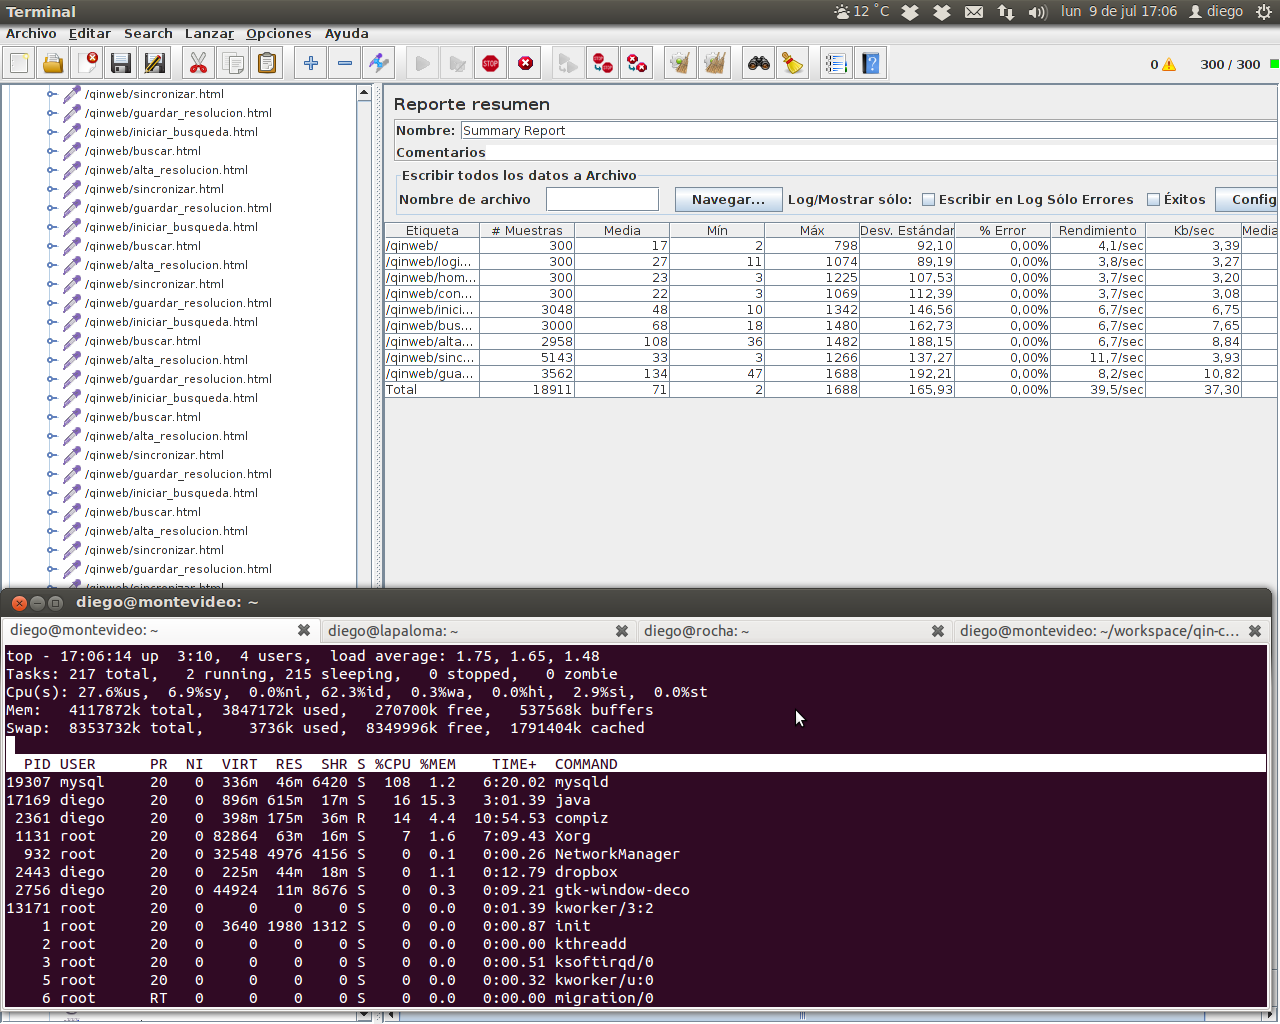 Terminal
12 °C
lun 9 de jul 17:06
diego
Archivo Editar Search Lanzar Opciones Ayuda
0
300 / 300
/qinweb/sincronizar.html
/qinweb/guardar_resolucion.html
/qinweb/iniciar_busqueda.html
/qinweb/buscar.html
/qinweb/alta_resolucion.html
/qinweb/sincronizar.html
/qinweb/guardar_resolucion.html
/qinweb/iniciar_busqueda.html
/qinweb/buscar.html
/qinweb/alta_resolucion.html
/qinweb/sincronizar.html
/qinweb/guardar_resolucion.html
/qinweb/iniciar_busqueda.html
/qinweb/buscar.html
/qinweb/alta_resolucion.html
/qinweb/guardar_resolucion.html
/qinweb/iniciar_busqueda.html
/qinweb/buscar.html
/qinweb/alta_resolucion.html
/qinweb/sincronizar.html
/qinweb/guardar_resolucion.html
/qinweb/iniciar_busqueda.html
/qinweb/buscar.html
/qinweb/alta_resolucion.html
/qinweb/sincronizar.html
/qinweb/guardar_resolucion.html
/qinweb/sincronizar.html
Reporte resumen
Nombre: Summary Report
Comentarios
Escribir todos los datos a Archivo
Nombre de archivo Navegar... Log/Mostrar sólo: Escribir en Log Sólo Errores Éxitos Config
Etiqueta # Muestras Media Mín Máx Desv. Estándar % Error Rendimiento Kb/sec Media
/qinweb/ 300 17 2 798 92,10 0,00% 4,1/sec 3,39
/qinweb/logi... 300 27 11 1074 89,19 0,00% 3,8/sec 3,27
/qinweb/hom... 300 23 3 1225 107,53 0,00% 3,7/sec 3,20
/qinweb/con... 300 22 3 1069 112,39 0,00% 3,7/sec 3,08
/qinweb/inici... 3048 48 10 1342 146,56 0,00% 6,7/sec 6,75
/qinweb/bus... 3000 68 18 1480 162,73 0,00% 6,7/sec 7,65
/qinweb/alta... 2958 108 36 1482 188,15 0,00% 6,7/sec 8,84
/qinweb/sinc... 5143 33 3 1266 137,27 0,00% 11,7/sec 3,93
/qinweb/gua... 3562 134 47 1688 192,21 0,00% 8,2/sec 10,82
Total 18911 71 2 1688 165,93 0,00% 39,5/sec 37,30
diego@montevideo: ~
diego@montevideo: ~ diego@lapaloma: ~ diego@rocha: ~ diego@montevideo: ~/workspace/qin-c...
top - 17:06:14 up  3:10,  4 users,  load average: 1.75, 1.65, 1.48
Tasks: 217 total,   2 running, 215 sleeping,   0 stopped,   0 zombie
Cpu(s): 27.6%us,  6.9%sy,  0.0%ni, 62.3%id,  0.3%wa,  0.0%hi,  2.9%si,  0.0%st
Mem:   4117872k total,  3847172k used,   270700k free,   537568k buffers
Swap:  8353732k total,     3736k used,  8349996k free,  1791404k cached
PID USER      PR  NI  VIRT  RES  SHR S %CPU %MEM    TIME+  COMMAND
19307 mysql     20   0  336m  46m 6420 S  108  1.2   6:20.02 mysqld
17169 diego     20   0  896m 615m  17m S   16 15.3   3:01.39 java
2361 diego     20   0  398m 175m  36m R   14  4.4  10:54.53 compiz
1131 root      20   0 82864  63m  16m S    7  1.6   7:09.43 Xorg
932 root      20   0 32548 4976 4156 S    0  0.1   0:00.26 NetworkManager
2443 diego     20   0  225m  44m  18m S    0  1.1   0:12.79 dropbox
2756 diego     20   0 44924  11m 8676 S    0  0.3   0:09.21 gtk-window-deco
13171 root      20   0     0    0    0 S    0  0.0   0:01.39 kworker/3:2
1 root      20   0  3640 1980 1312 S    0  0.0   0:00.87 init
2 root      20   0     0    0    0 S    0  0.0   0:00.00 kthreadd
3 root      20   0     0    0    0 S    0  0.0   0:00.51 ksoftirqd/0
5 root      20   0     0    0    0 S    0  0.0   0:00.32 kworker/u:0
6 root      RT   0     0    0    0 S    0  0.0   0:00.00 migration/0